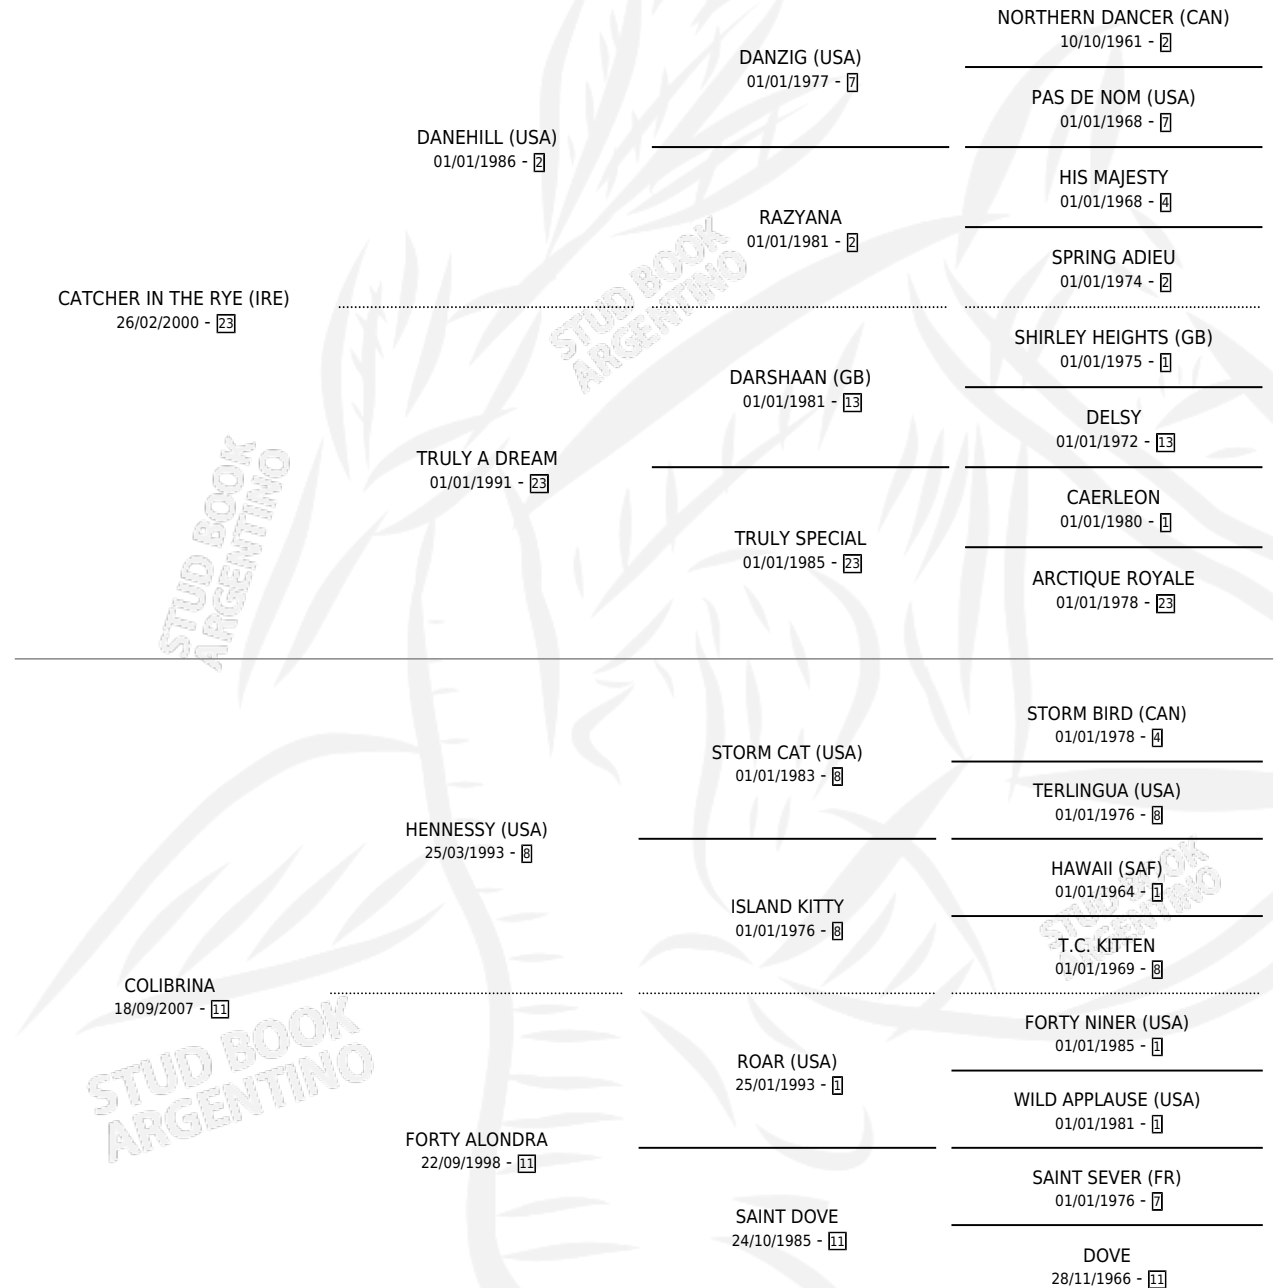 NORTHERN DANCER (CAN)
10/10/1961 - 2
DANZIG (USA)
01/01/1977 - 7
PAS DE NOM (USA)
01/01/1968 - 7
DANEHILL (USA)
01/01/1986 - 2
HIS MAJESTY
01/01/1968 - 4
RAZYANA
01/01/1981 - 2
SPRING ADIEU
01/01/1974 - 2
CATCHER IN THE RYE (IRE)
26/02/2000 - 23
STUD BOOK
ARGENTINO
SHIRLEY HEIGHTS (GB)
01/01/1975 - 1
DARSHAAN (GB)
01/01/1981 - 13
DELSY
01/01/1972 - 13
TRULY A DREAM
01/01/1991 - 23
CAERLEON
01/01/1980 - 1
TRULY SPECIAL
01/01/1985 - 23
ARCTIQUE ROYALE
01/01/1978 - 23
STUD BOOK
ARGENTINO
STORM BIRD (CAN)
01/01/1978 - 4
STORM CAT (USA)
01/01/1983 - 8
TERLINGUA (USA)
01/01/1976 - 8
HENNESSY (USA)
25/03/1993 - 8
HAWAII (SAF)
01/01/1964 - 1
ISLAND KITTY
01/01/1976 - 8
STUD BOOK
ARGENTINO
T.C. KITTEN
01/01/1969 - 8
COLIBRINA
18/09/2007 - 11
FORTY NINER (USA)
01/01/1985 - 1
ROAR (USA)
25/01/1993 - 1
STUD BOOK
ARGENTINO
WILD APPLAUSE (USA)
01/01/1981 - 1
FORTY ALONDRA
22/09/1998 - 11
SAINT SEVER (FR)
01/01/1976 - 7
SAINT DOVE
24/10/1985 - 11
DOVE
28/11/1966 - 11